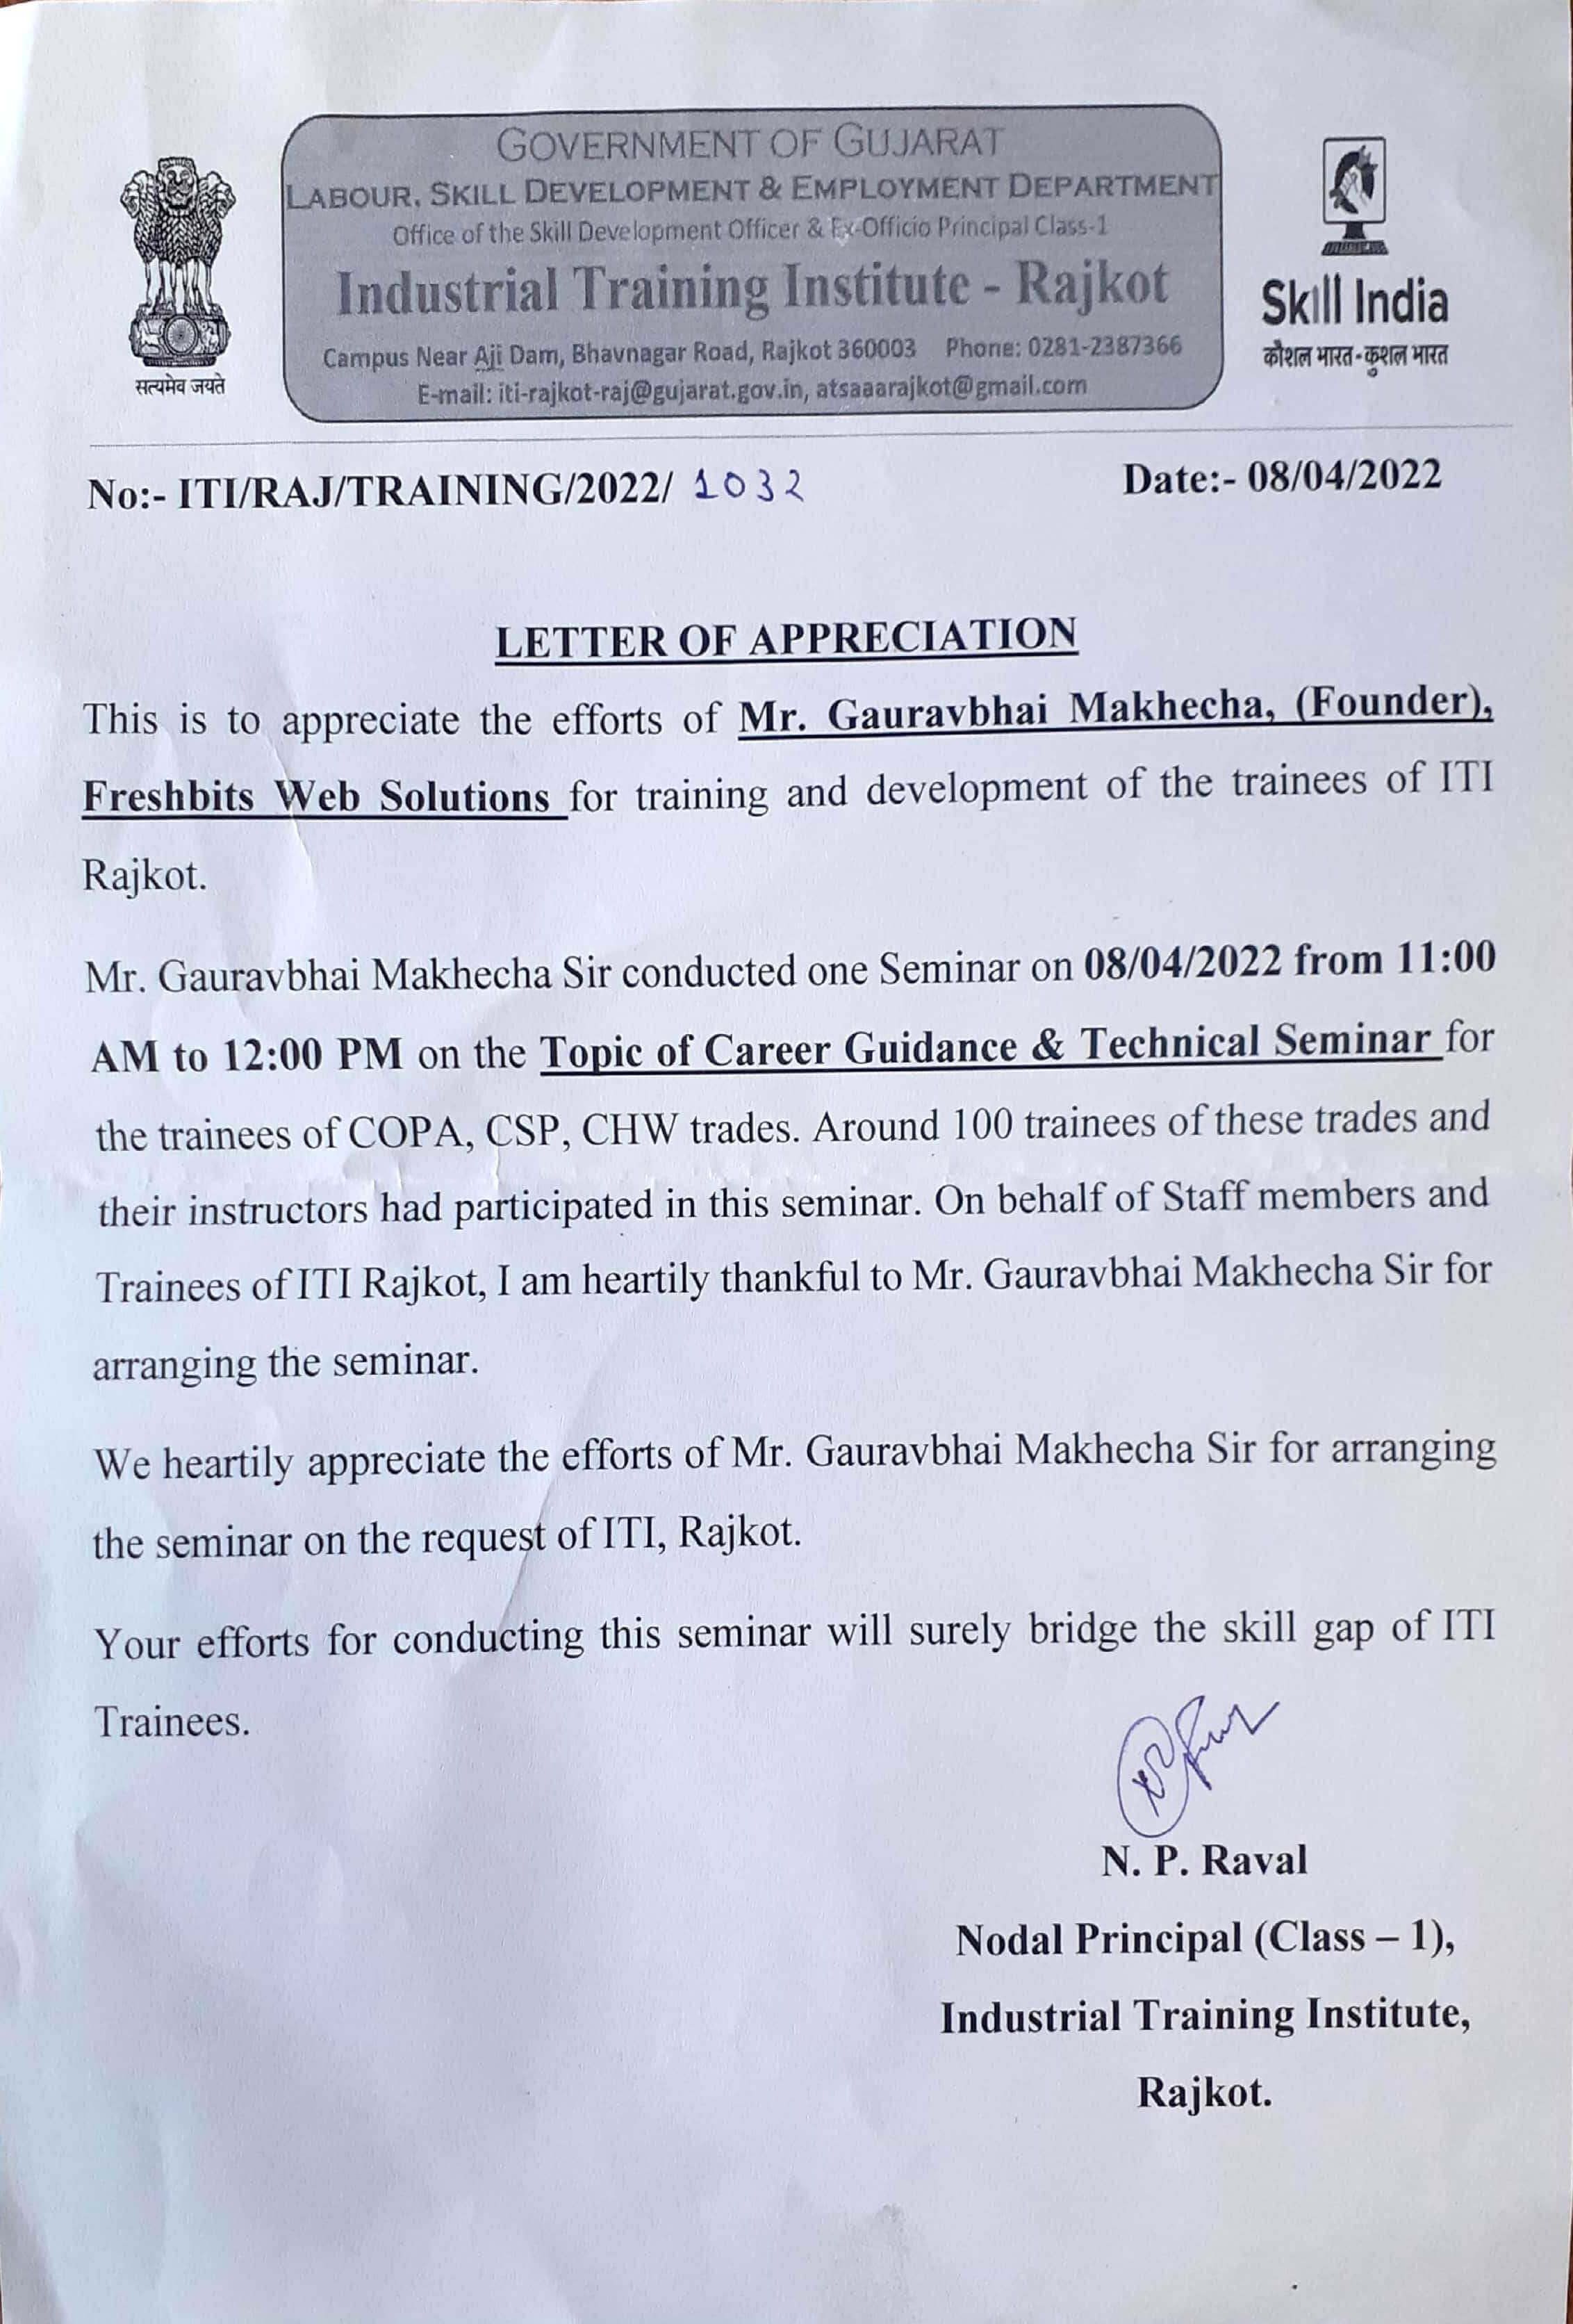 GOVERNMENT OF GUJARAT
LABOUR, SKILL DEVELOPMENT & EMPLOYMENT DEPARTMENT
Office of the Skill Development Officer & Ex-Officio Principal Class-1
Industrial Training Institute - Rajkot
Campus Near Aji Dam, Bhavnagar Road, Rajkot 360003 Phone: 0281-2387366
E-mail: iti-rajkot-raj@gujarat.gov.in, atsaaarajkot@gmail.com
सत्यमेव जयते
Skill India
कौशल भारत-कुशल भारत
No:- ITI/RAJ/TRAINING/2022/ 1032
Date:- 08/04/2022
LETTER OF APPRECIATION
This is to appreciate the efforts of Mr. Gauravbhai Makhecha, (Founder),
Freshbits Web Solutions for training and development of the trainees of ITI
Rajkot.
Mr. Gauravbhai Makhecha Sir conducted one Seminar on 08/04/2022 from 11:00
AM to 12:00 PM on the Topic of Career Guidance & Technical Seminar for
the trainees of COPA, CSP, CHW trades. Around 100 trainees of these trades and
their instructors had participated in this seminar. On behalf of Staff members and
Trainees of ITI Rajkot, I am heartily thankful to Mr. Gauravbhai Makhecha Sir for
arranging the seminar.
We heartily appreciate the efforts of Mr. Gauravbhai Makhecha Sir for arranging
the seminar on the request of ITI, Rajkot.
Your efforts for conducting this seminar will surely bridge the skill gap of ITI
Trainees.
N. P. Raval
Nodal Principal (Class – 1),
Industrial Training Institute,
Rajkot.